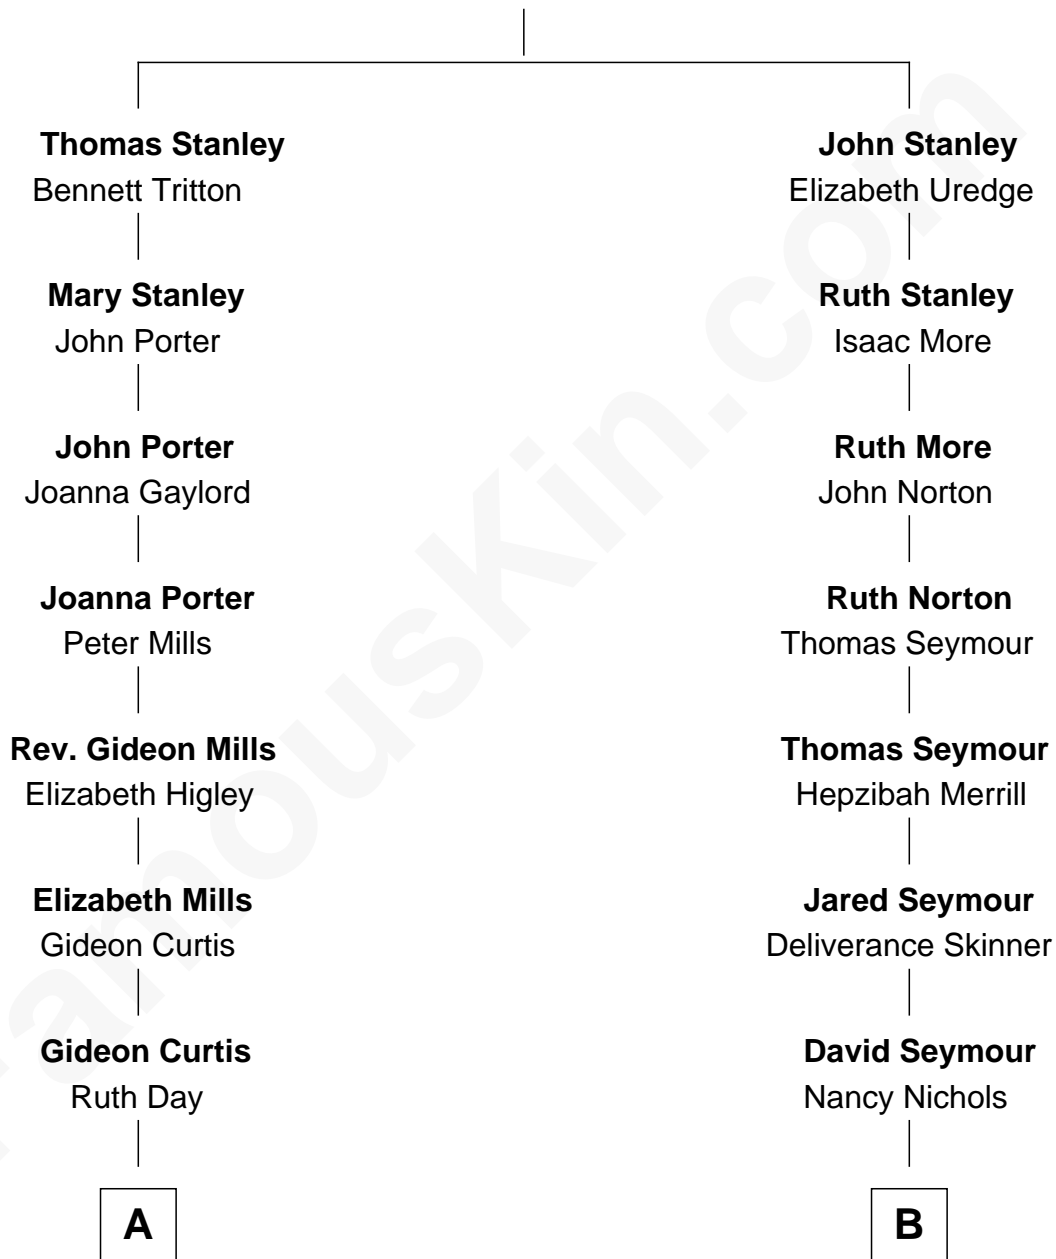 Thomas Stanley
Bennett Tritton
Mary Stanley
John Porter
John Porter
Joanna Gaylord
Joanna Porter
Peter Mills
Rev. Gideon Mills
Elizabeth Higley
Elizabeth Mills
Gideon Curtis
Gideon Curtis
Ruth Day
A
John Stanley
Elizabeth Uredge
Ruth Stanley
Isaac More
Ruth More
John Norton
Ruth Norton
Thomas Seymour
Thomas Seymour
Hepzibah Merrill
Jared Seymour
Deliverance Skinner
David Seymour
Nancy Nichols
B
FamousKin.com